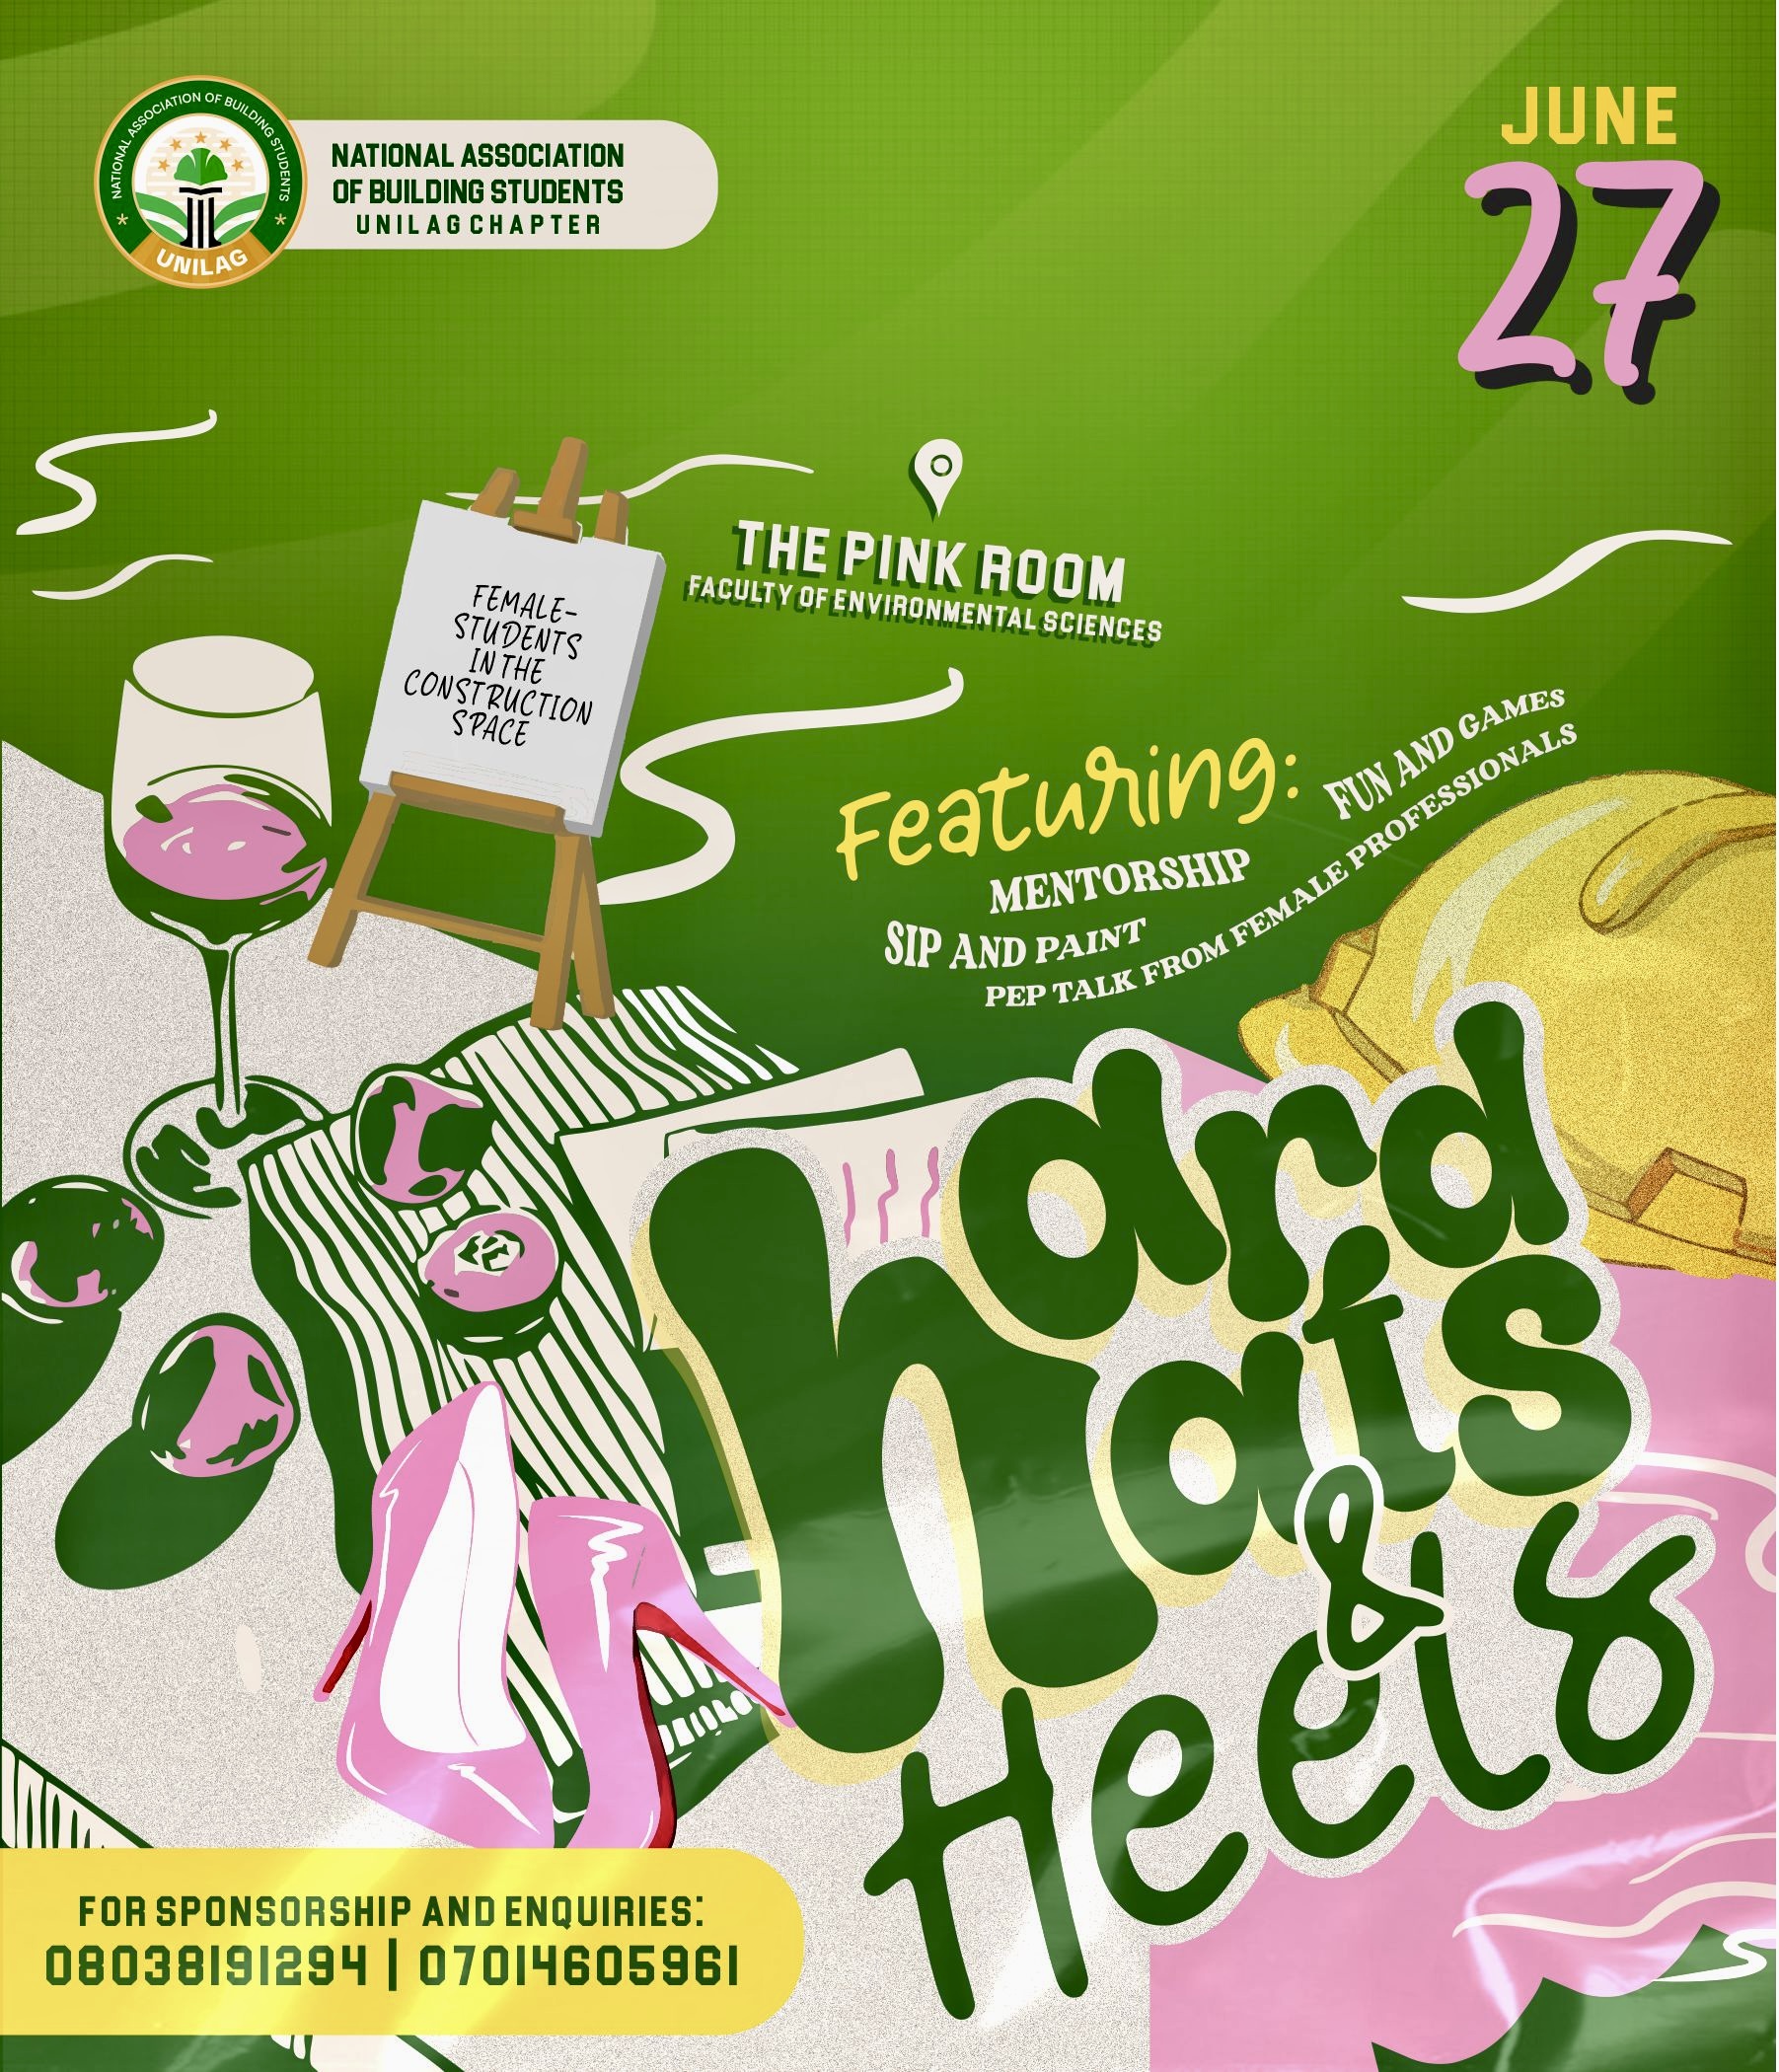 NATIONAL ASSOCIATION OF BUILDING STUDENTS
UNILAG
NATIONAL ASSOCIATION
OF BUILDING STUDENTS
UNILAG CHAPTER
JUNE
27
THE PINK ROOM
FACULTY OF ENVIRONMENTAL SCIENCES
FEMALE-
STUDENTS
IN THE
CONSTRUCTION
SPACE
Featuring:
FUN AND GAMES
MENTORSHIP
SIP AND PAINT
PEP TALK FROM FEMALE PROFESSIONALS
hard
hats
&
Heels
FOR SPONSORSHIP AND ENQUIRIES:
08038191294 | 07014605961